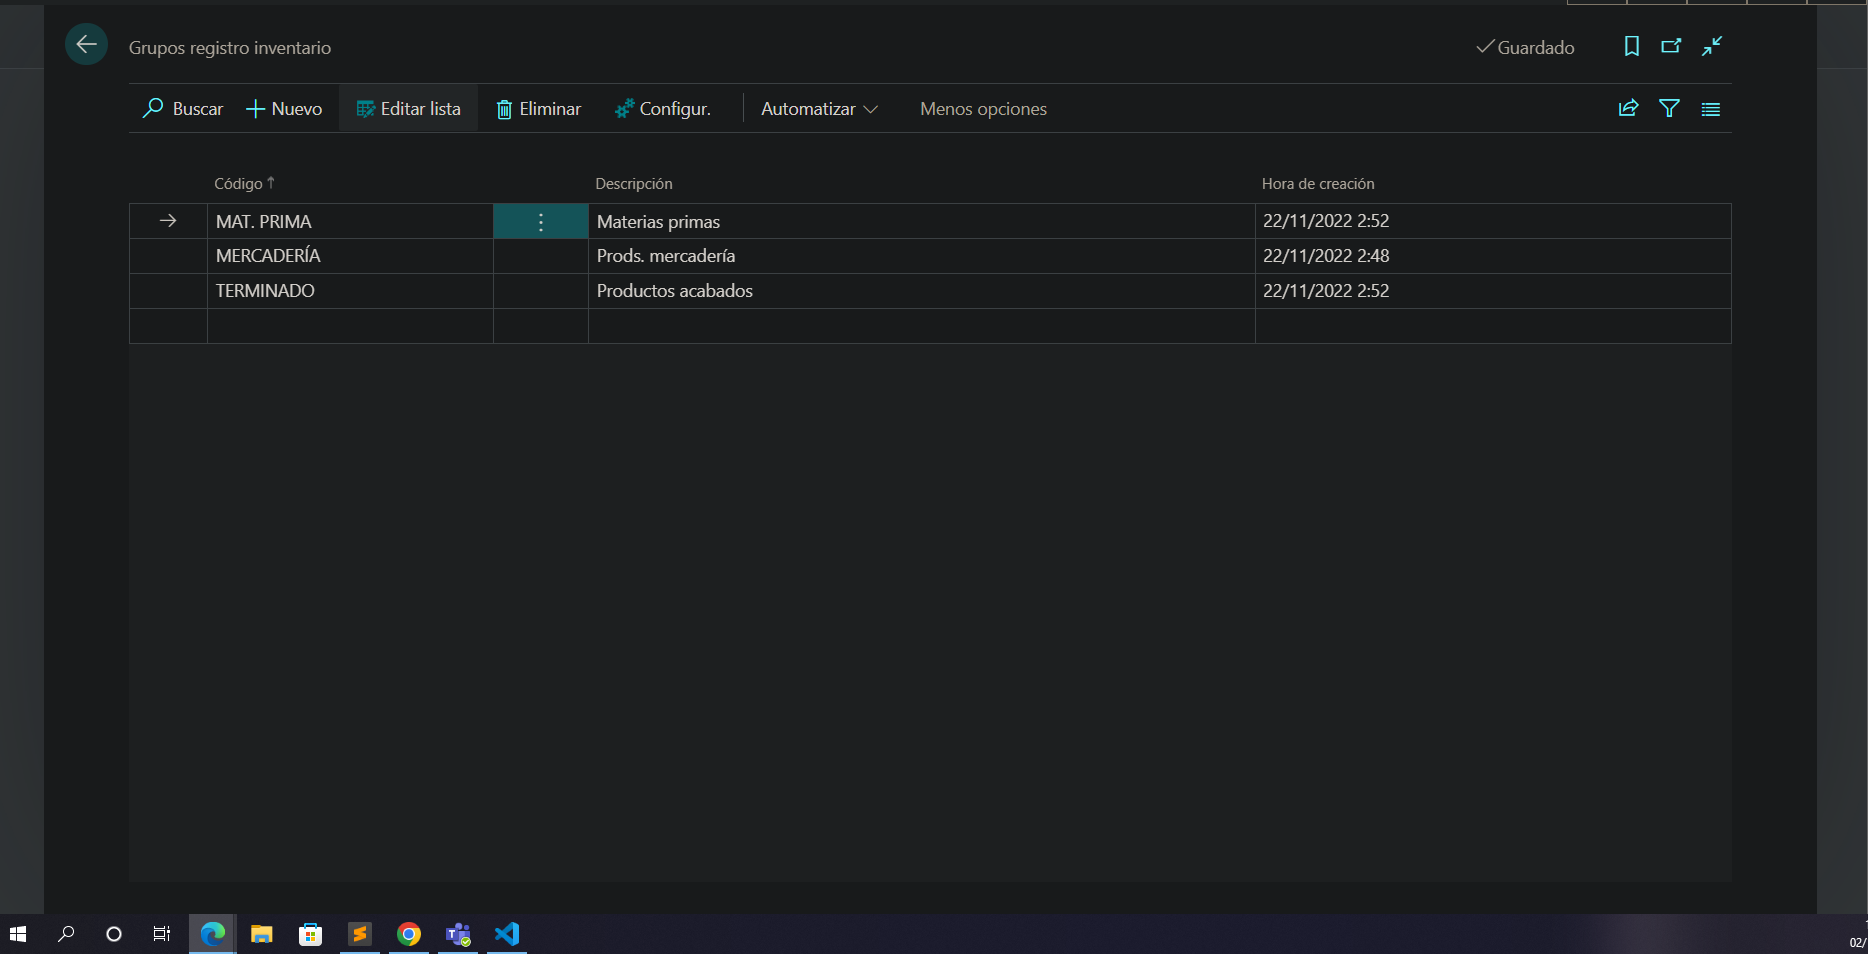 Grupos registro inventario
Guardado
Buscar Nuevo Editar lista Eliminar Configur. Automatizar Menos opciones
Código Descripción Hora de creación
MAT. PRIMA Materias primas 22/11/2022 2:52
MERCADERÍA Prods. mercadería 22/11/2022 2:48
TERMINADO Productos acabados 22/11/2022 2:52
02/